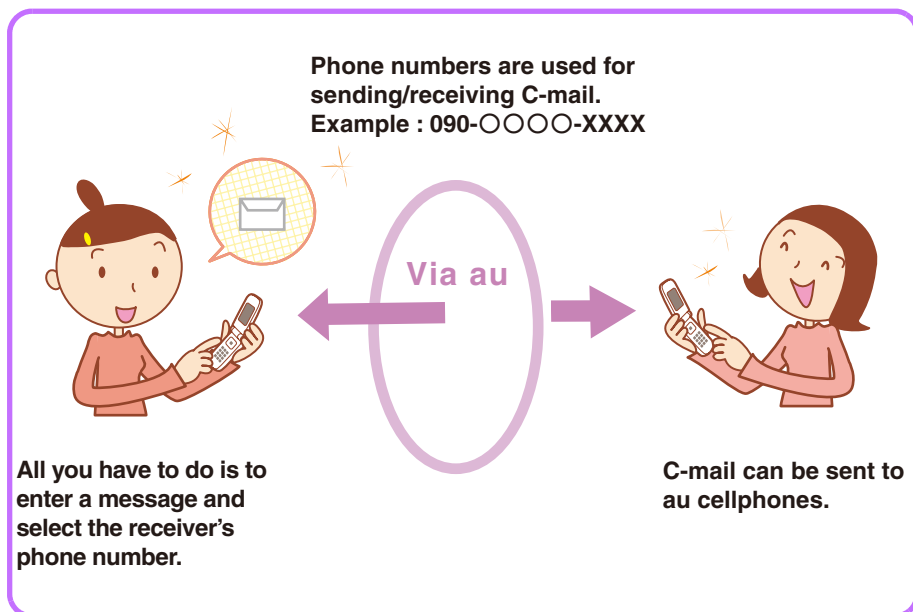 Phone numbers are used for
sending/receiving C-mail.
Example : 090-○○○○-XXXX
Via au
All you have to do is to
enter a message and
select the receiver’s
phone number.
C-mail can be sent to
au cellphones.